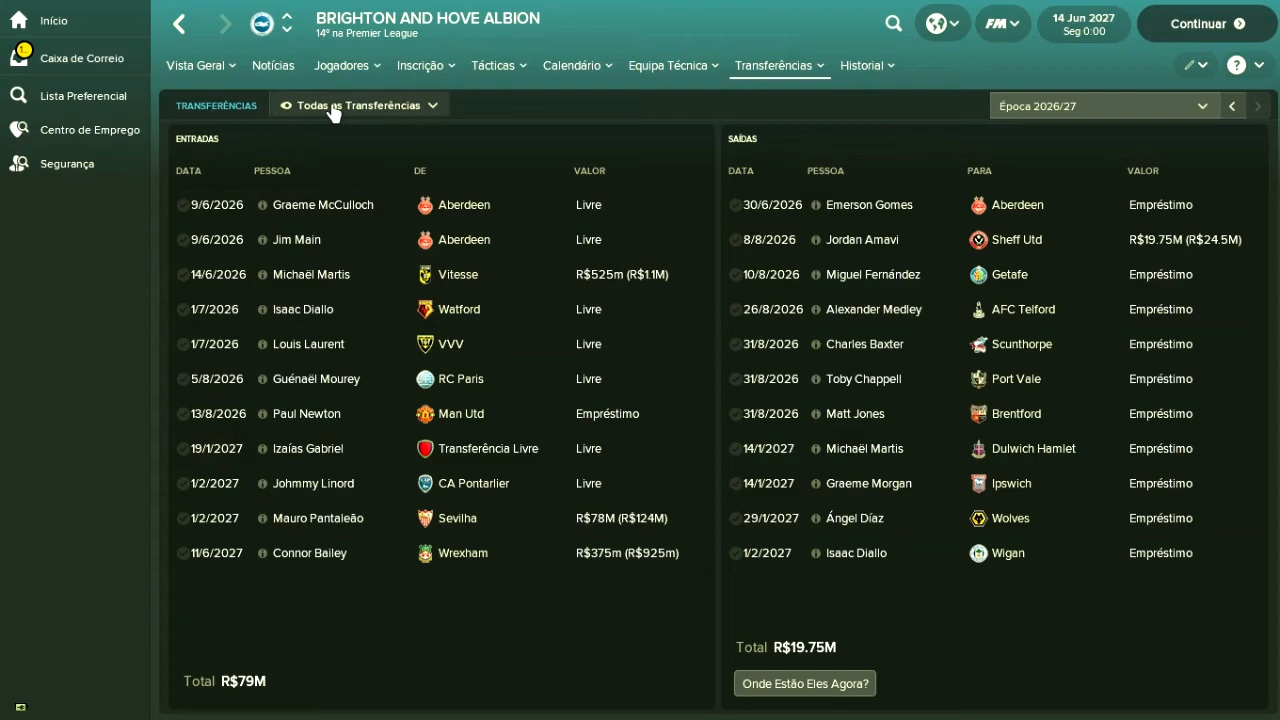 Início
BRIGHTON AND HOVE ALBION
14º na Premier League
FM
14 Jun 2027
Seg 0:00
Continuar
1
Caixa de Correio
Vista Geral
Notícias
Jogadores
Inscrição
Tácticas
Calendário
Equipa Técnica
Transferências
Historial
?
Lista Preferencial
Centro de Emprego
Segurança
TRANSFERÊNCIAS
Todas as Transferências
Época 2026/27
ENTRADAS
DATA PESSOA DE VALOR
9/6/2026 Graeme McCulloch Aberdeen Livre
9/6/2026 Jim Main Aberdeen Livre
14/6/2026 Michaël Martis Vitesse R$525m (R$1.1M)
1/7/2026 Isaac Diallo Watford Livre
1/7/2026 Louis Laurent VVV Livre
5/8/2026 Guénaël Mourey RC Paris Livre
13/8/2026 Paul Newton Man Utd Empréstimo
19/1/2027 Izaías Gabriel Transferência Livre Livre
1/2/2027 Johmmy Linord CA Pontarlier Livre
1/2/2027 Mauro Pantaleão Sevilha R$78M (R$124M)
11/6/2027 Connor Bailey Wrexham R$375m (R$925m)
Total R$79M
SAÍDAS
DATA PESSOA PARA VALOR
30/6/2026 Emerson Gomes Aberdeen Empréstimo
8/8/2026 Jordan Amavi Sheff Utd R$19.75M (R$24.5M)
10/8/2026 Miguel Fernández Getafe Empréstimo
26/8/2026 Alexander Medley AFC Telford Empréstimo
31/8/2026 Charles Baxter Scunthorpe Empréstimo
31/8/2026 Toby Chappell Port Vale Empréstimo
31/8/2026 Matt Jones Brentford Empréstimo
14/1/2027 Michaël Martis Dulwich Hamlet Empréstimo
14/1/2027 Graeme Morgan Ipswich Empréstimo
29/1/2027 Ángel Díaz Wolves Empréstimo
1/2/2027 Isaac Diallo Wigan Empréstimo
Total R$19.75M
Onde Estão Eles Agora?